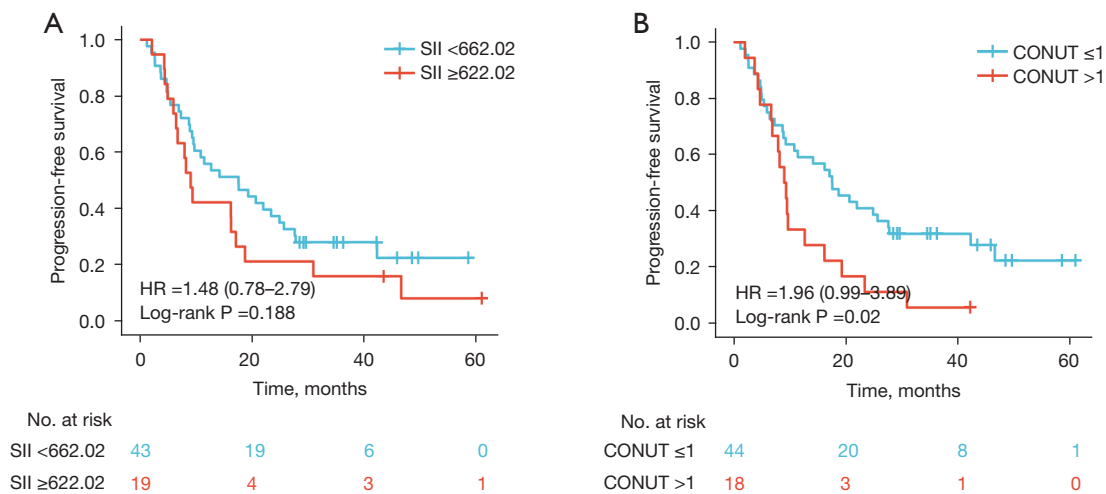 A
1.0
0.8
0.6
0.4
0.2
0.0
Progression-free survival
SII <662.02
SII ≥622.02
HR =1.48 (0.78–2.79)
Log-rank P =0.188
0 20 40 60
Time, months
No. at risk
SII <662.02 43 19 6 0
SII ≥622.02 19 4 3 1
B
1.0
0.8
0.6
0.4
0.2
0.0
Progression-free survival
CONUT ≤1
CONUT >1
HR =1.96 (0.99–3.89)
Log-rank P =0.02
0 20 40 60
Time, months
No. at risk
CONUT ≤1 44 20 8 1
CONUT >1 18 3 1 0